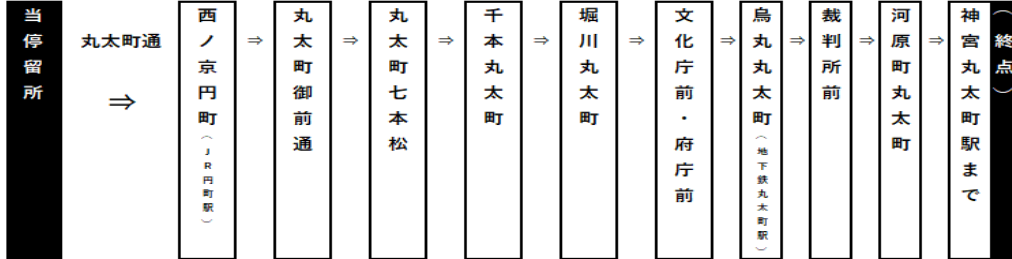 当停留所
丸太町通
⇒
西ノ京円町（JR円町駅）
⇒
丸太町御前通
⇒
丸太町七本松
⇒
千本丸太町
⇒
堀川丸太町
⇒
文化庁前・府庁前
⇒
烏丸丸太町（地下鉄丸太町駅）
⇒
裁判所前
⇒
河原町丸太町
⇒
神宮丸太町駅まで
（終点）